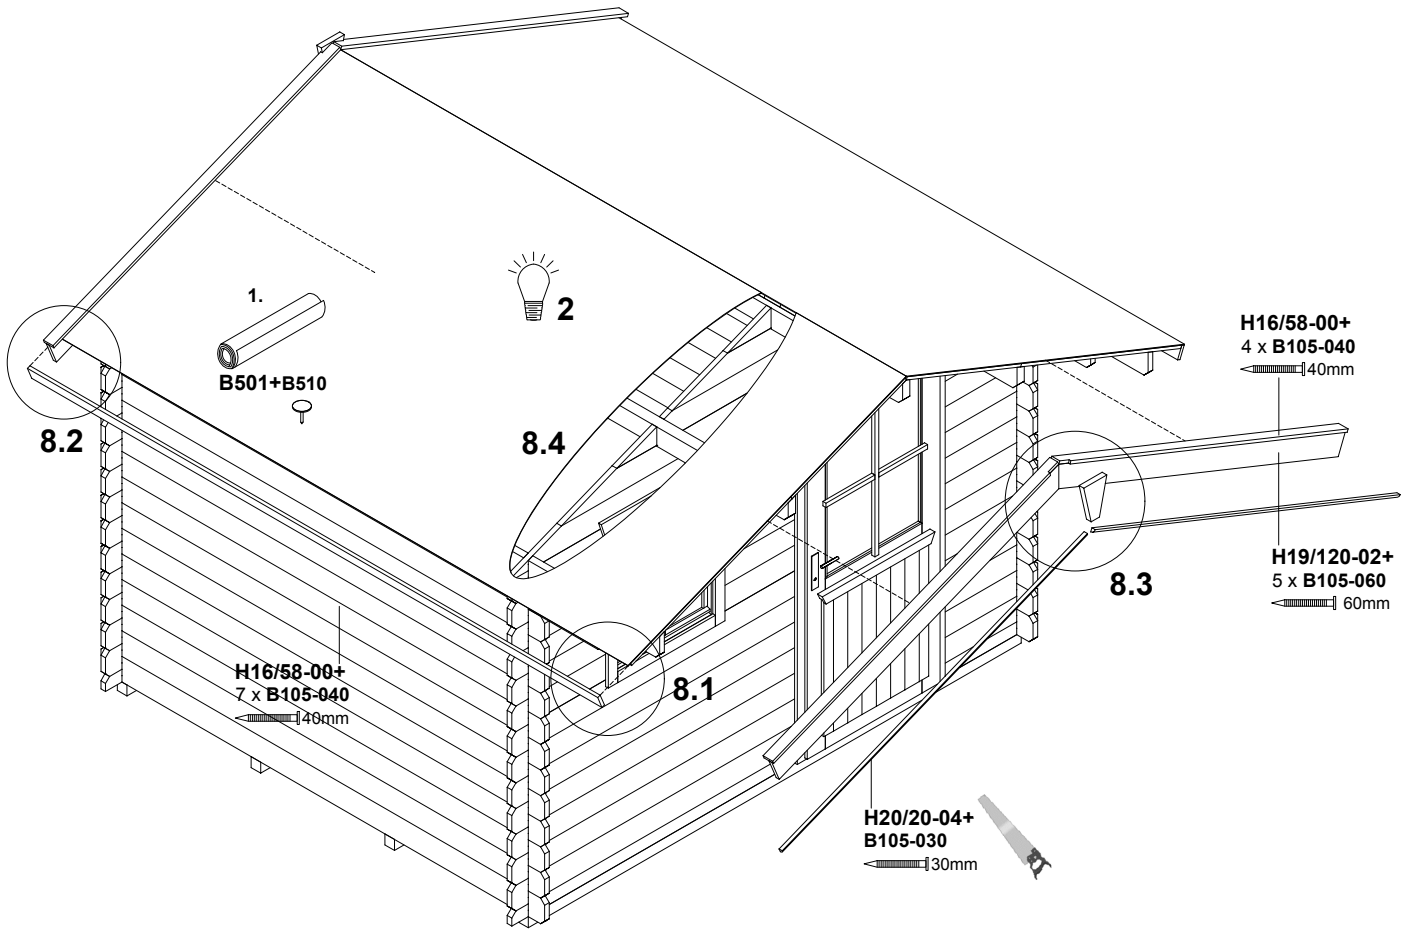 1.
B501+B510
2
H16/58-00+
4 x B105-040
40mm
8.2
8.4
8.3
H19/120-02+
5 x B105-060
60mm
H16/58-00+
7 x B105-040
40mm
8.1
H20/20-04+
B105-030
30mm